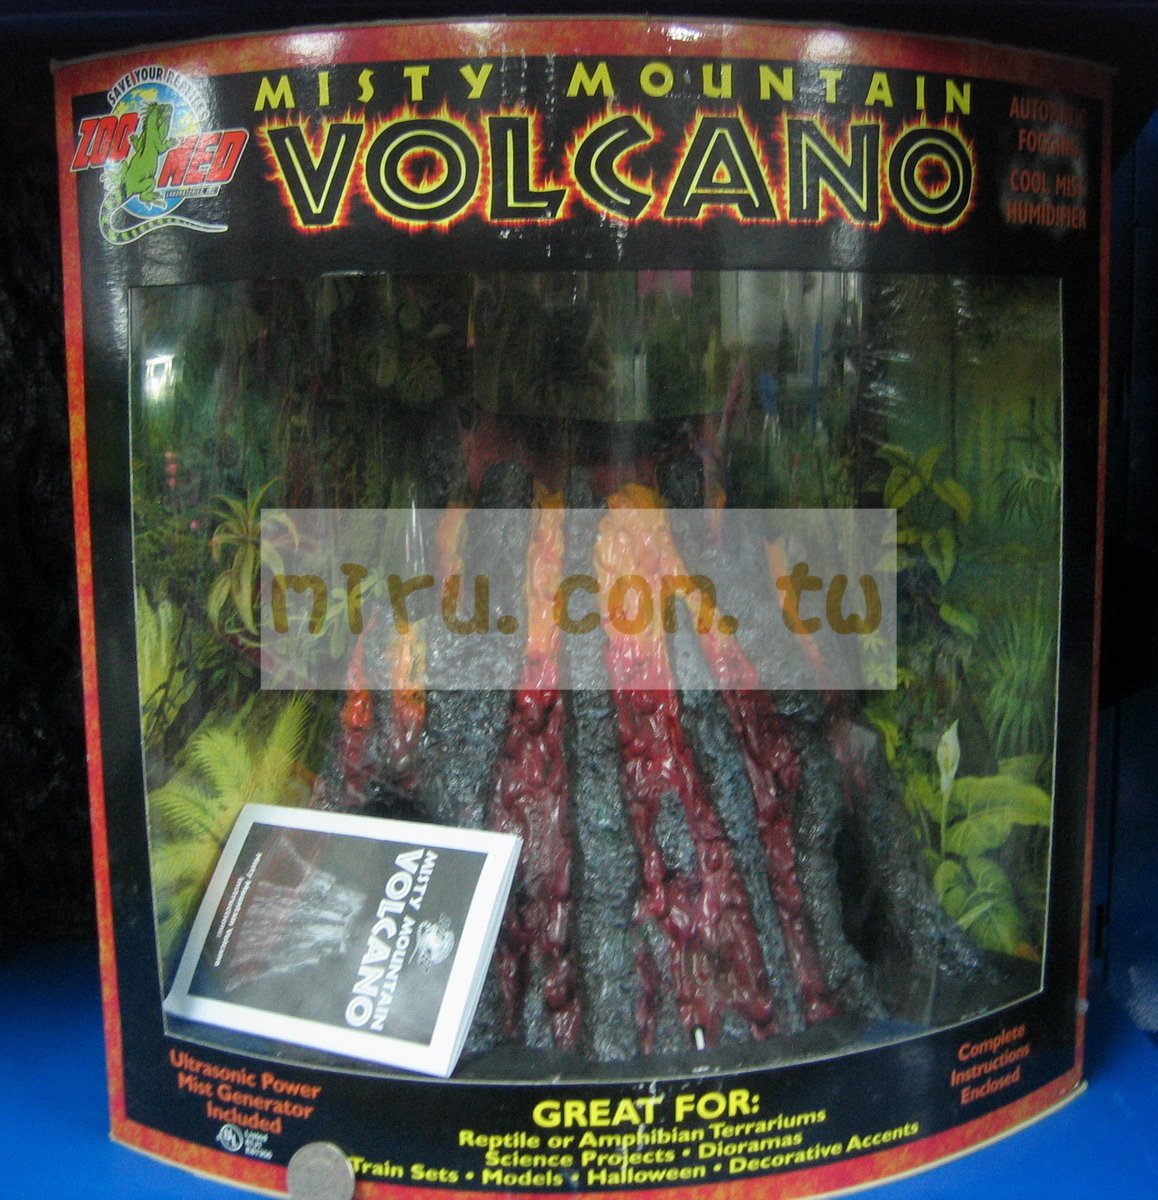 SAVE YOUR REPTILES
ZOO MED
MISTY MOUNTAIN
VOLCANO
AUTOMATIC
FOGGING
COOL MIST
HUMIDIFIER
miru.con.tw
MISTY MOUNTAIN
VOLCANO
Ultrasonic Power
Mist Generator
Included
Complete
Instructions
Enclosed
GREAT FOR:
Reptile or Amphibian Terrariums
Science Projects • Dioramas
Train Sets • Models • Halloween • Decorative Accents